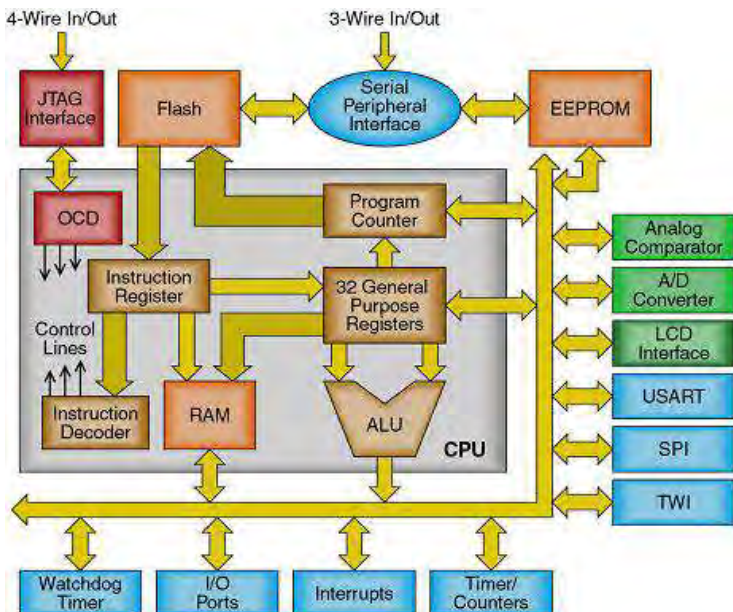 4-Wire In/Out
3-Wire In/Out
JTAG
Interface
Flash
Serial
Peripheral
Interface
EEPROM
OCD
Program
Counter
Analog
Comparator
Instruction
Register
32 General
Purpose
Registers
A/D
Converter
LCD
Interface
Control
Lines
Instruction
Decoder
RAM
ALU
CPU
USART
SPI
TWI
Watchdog
Timer
I/O
Ports
Interrupts
Timer/
Counters